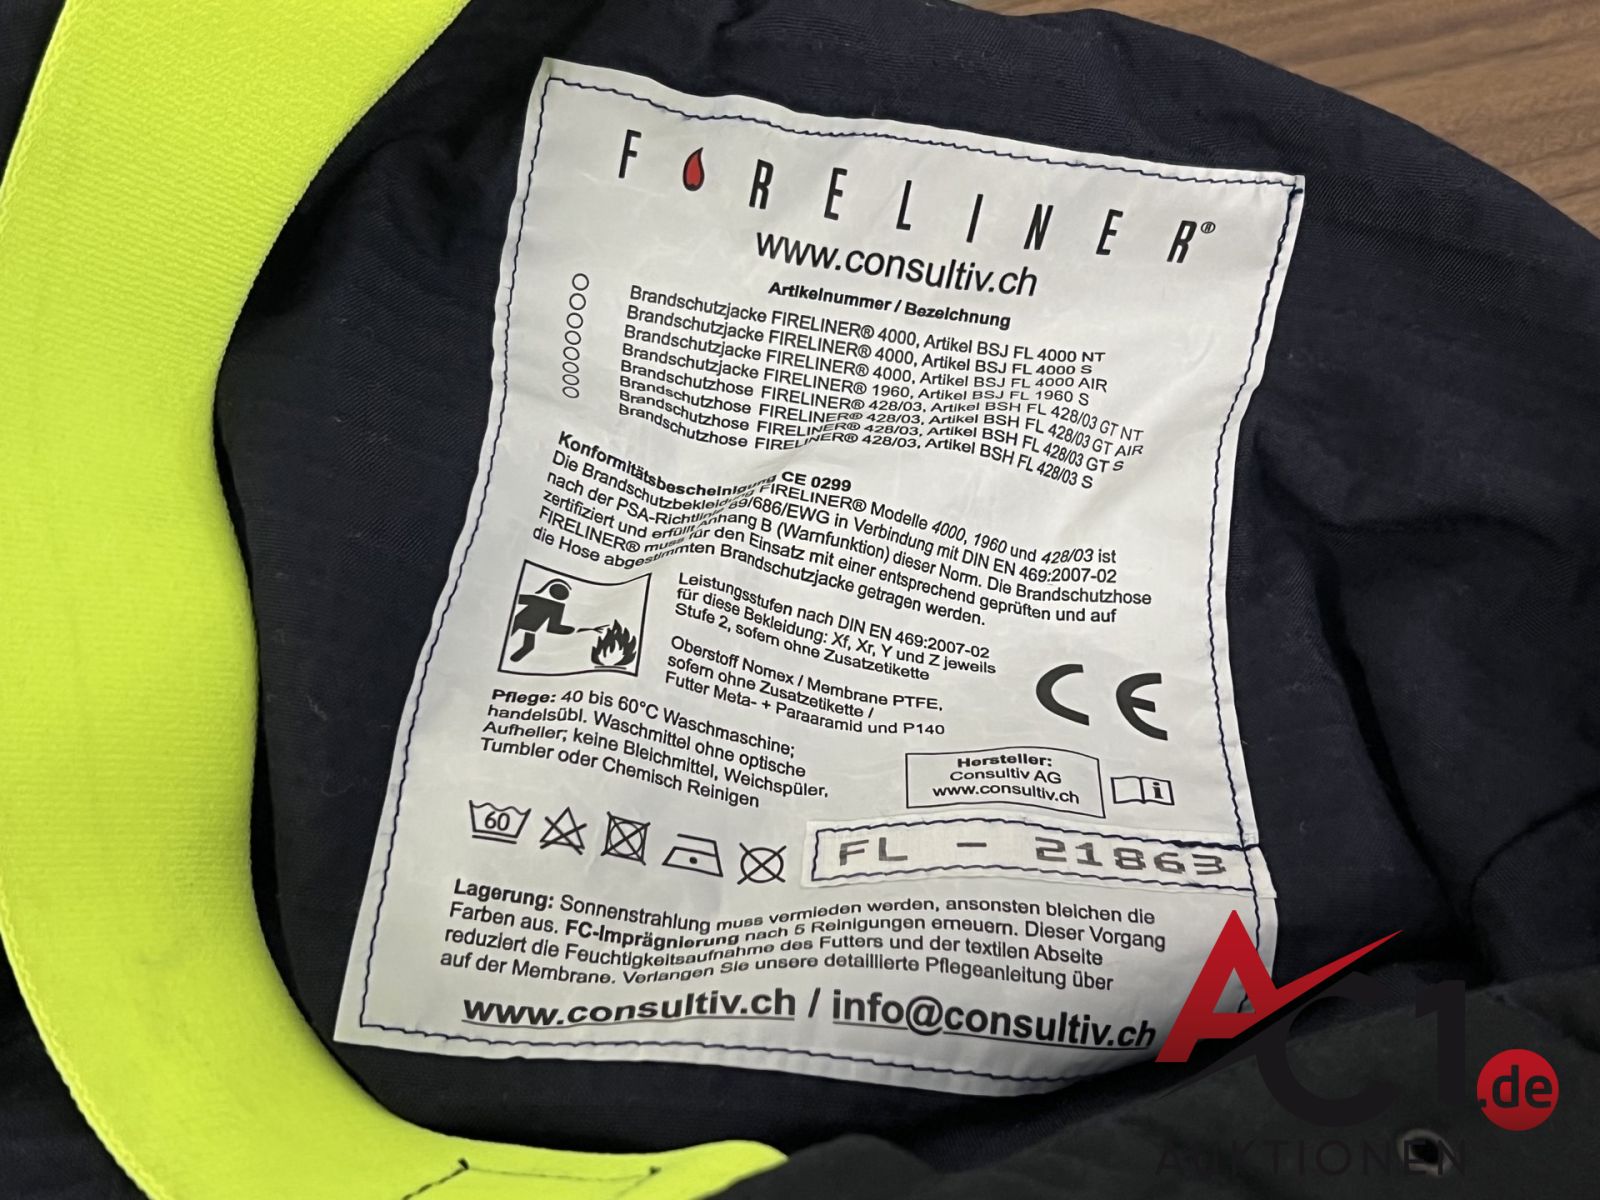 FIRELINER®
www.consultiv.ch
Artikelnummer / Bezeichnung
Brandschutzjacke FIRELINER® 4000, Artikel BSJ FL 4000 NT
Brandschutzjacke FIRELINER® 4000, Artikel BSJ FL 4000 S
Brandschutzjacke FIRELINER® 4000, Artikel BSJ FL 4000 AIR
Brandschutzjacke FIRELINER® 1960, Artikel BSJ FL 1960 S
Brandschutzhose FIRELINER® 428/03, Artikel BSH FL 428/03 GT NT
Brandschutzhose FIRELINER® 428/03, Artikel BSH FL 428/03 GT AIR
Brandschutzhose FIRELINER® 428/03, Artikel BSH FL 428/03 GT S
Brandschutzhose FIRELINER® 428/03, Artikel BSH FL 428/03 S
Konformitätsbescheinigung CE 0299
Die Brandschutzbekleidung FIRELINER® Modelle 4000, 1960 und 428/03 ist
nach der PSA-Richtlinie 89/686/EWG in Verbindung mit DIN EN 469:2007-02
zertifiziert und erfüllt Anhang B (Warnfunktion) dieser Norm. Die Brandschutzhose
FIRELINER® muss für den Einsatz mit einer entsprechend geprüften und auf
die Hose abgestimmten Brandschutzjacke getragen werden.
Leistungsstufen nach DIN EN 469:2007-02
für diese Bekleidung: Xf, Xr, Y und Z jeweils
Stufe 2, sofern ohne Zusatzetikette
Oberstoff Nomex / Membrane PTFE,
sofern ohne Zusatzetikette /
Futter Meta- + Paraaramid und P140
CE
Pflege: 40 bis 60°C Waschmaschine;
handelsübl. Waschmittel ohne optische
Aufheller; keine Bleichmittel, Weichspüler,
Tumbler oder Chemisch Reinigen
Hersteller:
Consultiv AG
www.consultiv.ch
i
60
FL - 21863
Lagerung: Sonnenstrahlung muss vermieden werden, ansonsten bleichen die
Farben aus. FC-Imprägnierung nach 5 Reinigungen erneuern. Dieser Vorgang
reduziert die Feuchtigkeitsaufnahme des Futters und der textilen Abseite
auf der Membrane. Verlangen Sie unsere detaillierte Pflegeanleitung über
www.consultiv.ch / info@consultiv.ch
AC1.de
AUKTIONEN